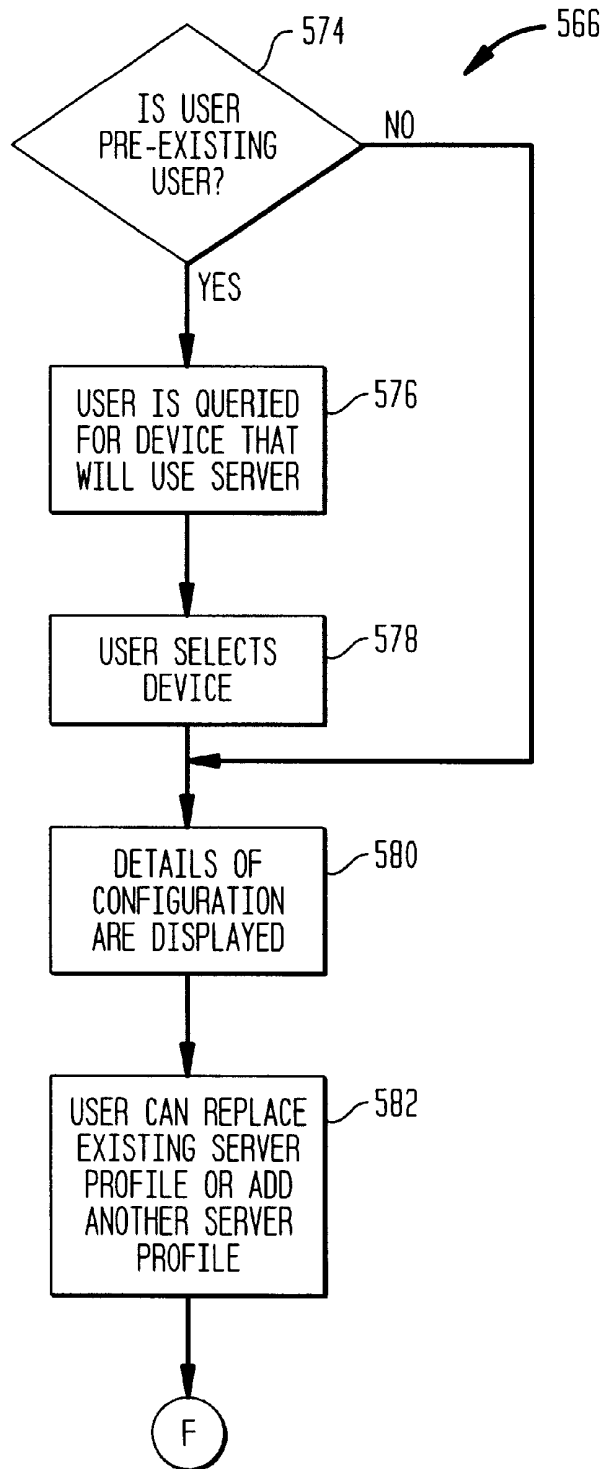 574
566
IS USER
PRE-EXISTING
USER?
NO
YES
USER IS QUERIED
FOR DEVICE THAT
WILL USE SERVER
576
USER SELECTS
DEVICE
578
DETAILS OF
CONFIGURATION
ARE DISPLAYED
580
USER CAN REPLACE
EXISTING SERVER
PROFILE OR ADD
ANOTHER SERVER
PROFILE
582
F